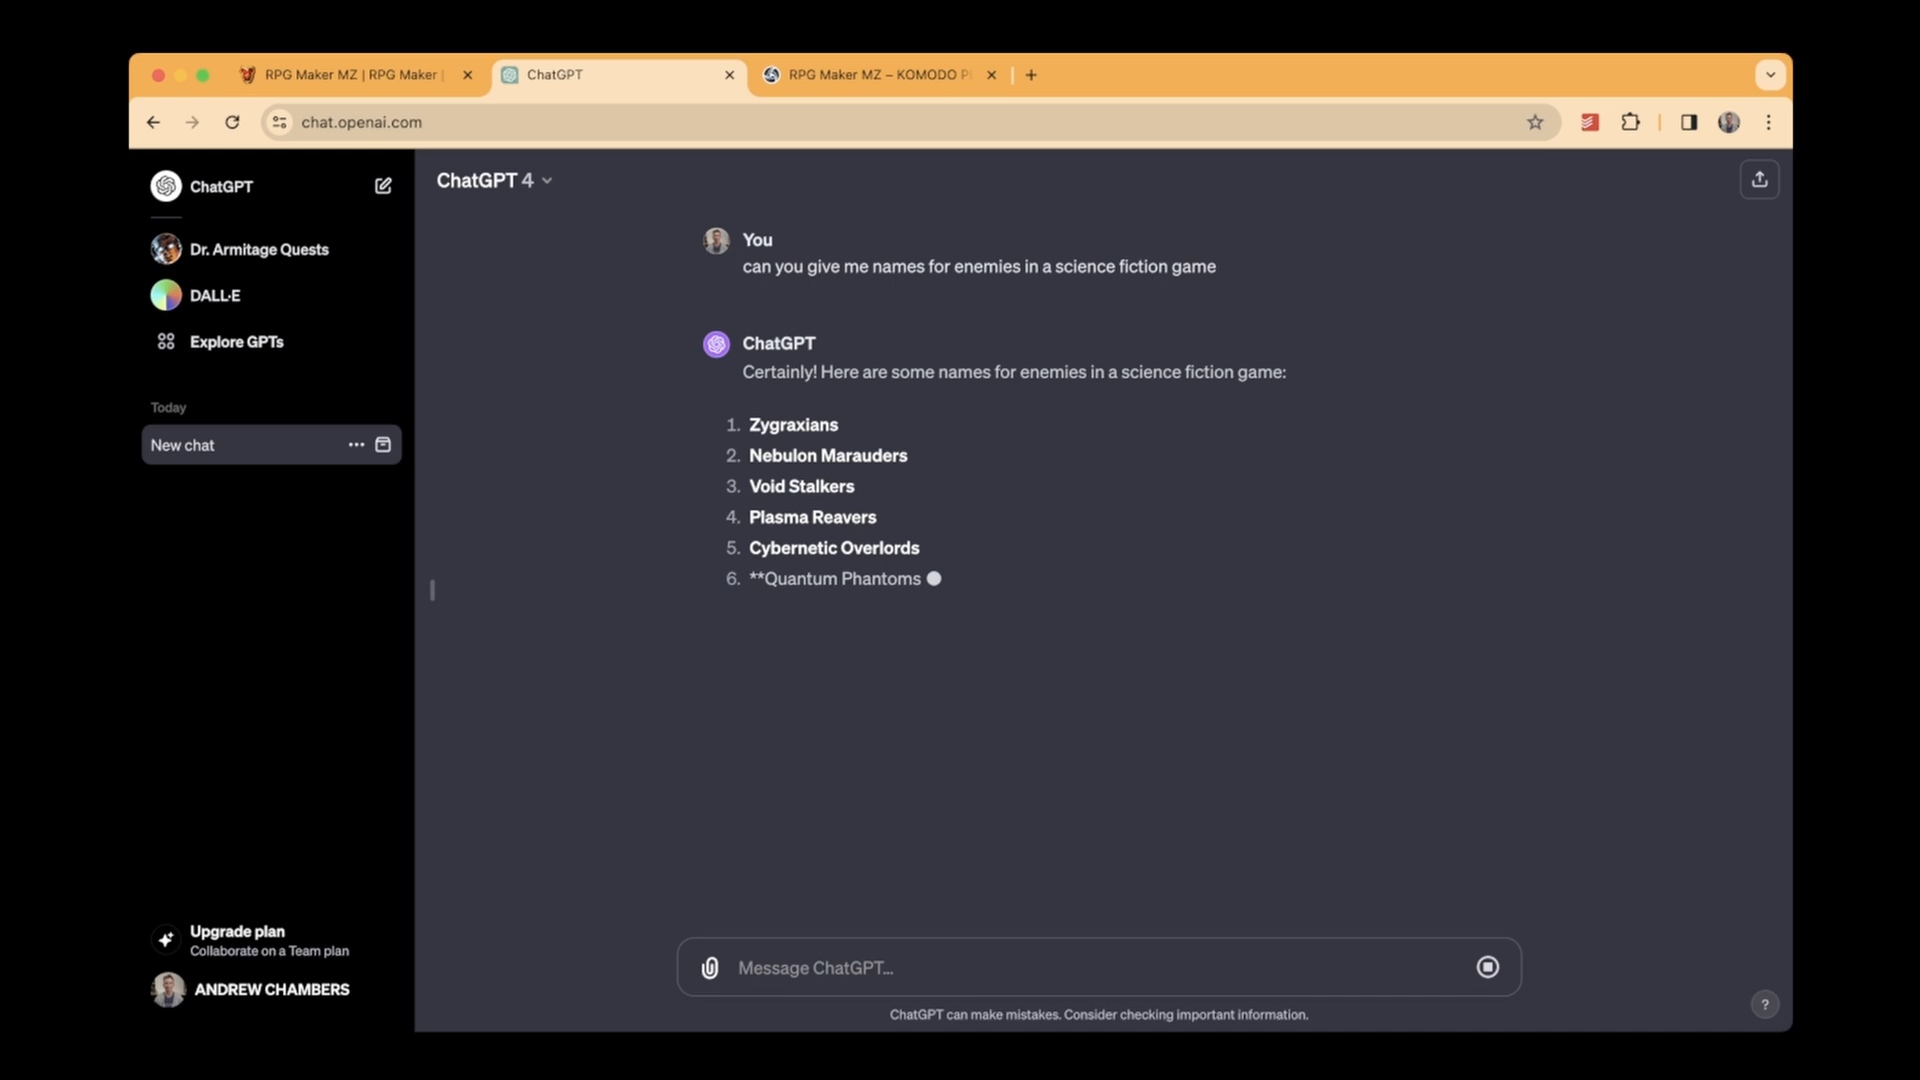 RPG Maker MZ | RPG Maker |
ChatGPT
RPG Maker MZ – KOMODO
chat.openai.com
ChatGPT
Dr. Armitage Quests
DALL·E
Explore GPTs
Today
New chat
Upgrade plan
Collaborate on a Team plan
ANDREW CHAMBERS
ChatGPT 4
You
can you give me names for enemies in a science fiction game
ChatGPT
Certainly! Here are some names for enemies in a science fiction game:
1. Zygraxians
2. Nebulon Marauders
3. Void Stalkers
4. Plasma Reavers
5. Cybernetic Overlords
6. **Quantum Phantoms
Message ChatGPT...
ChatGPT can make mistakes. Consider checking important information.
?